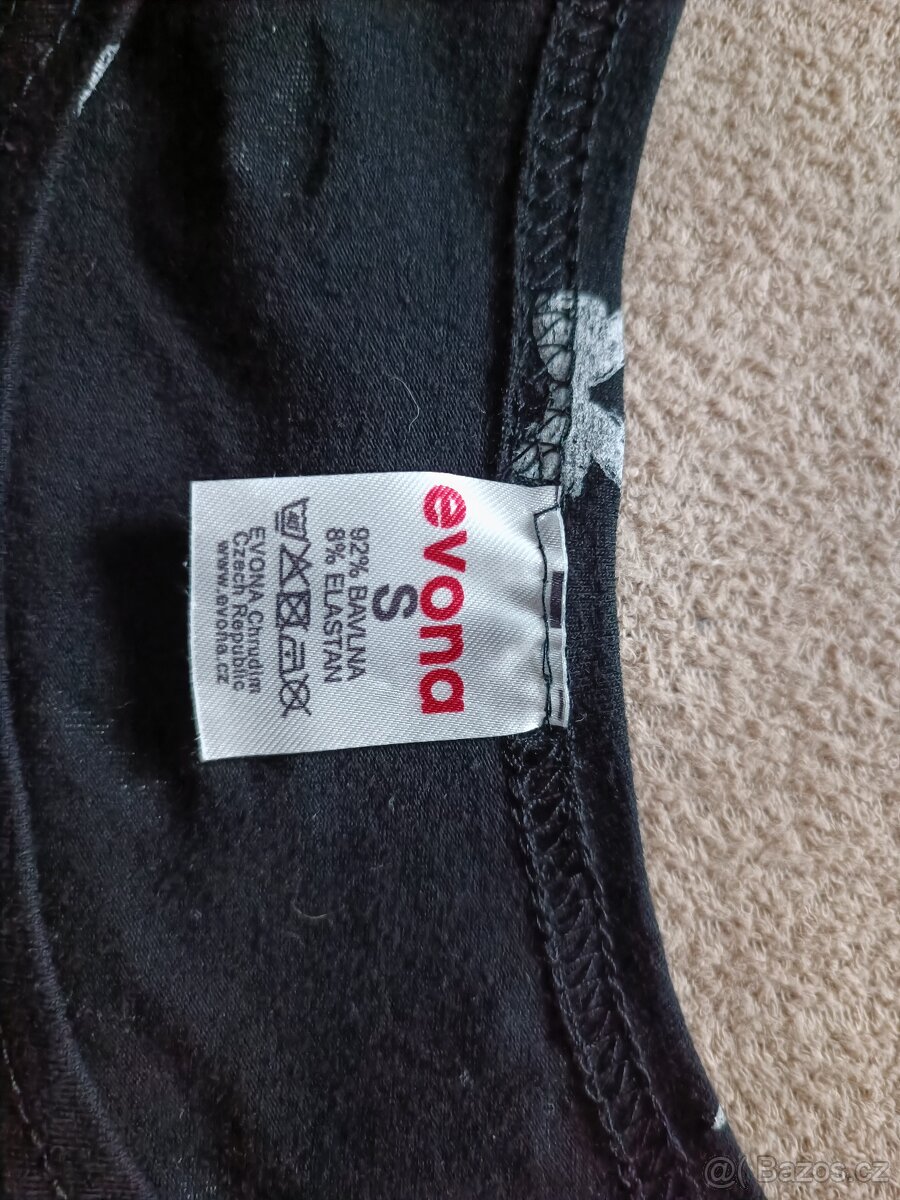 evona
S
92% BAVLNA
8% ELASTAN
EVONA Chrudim
Czech Republic
www.evona.cz
@ Bazos.cz